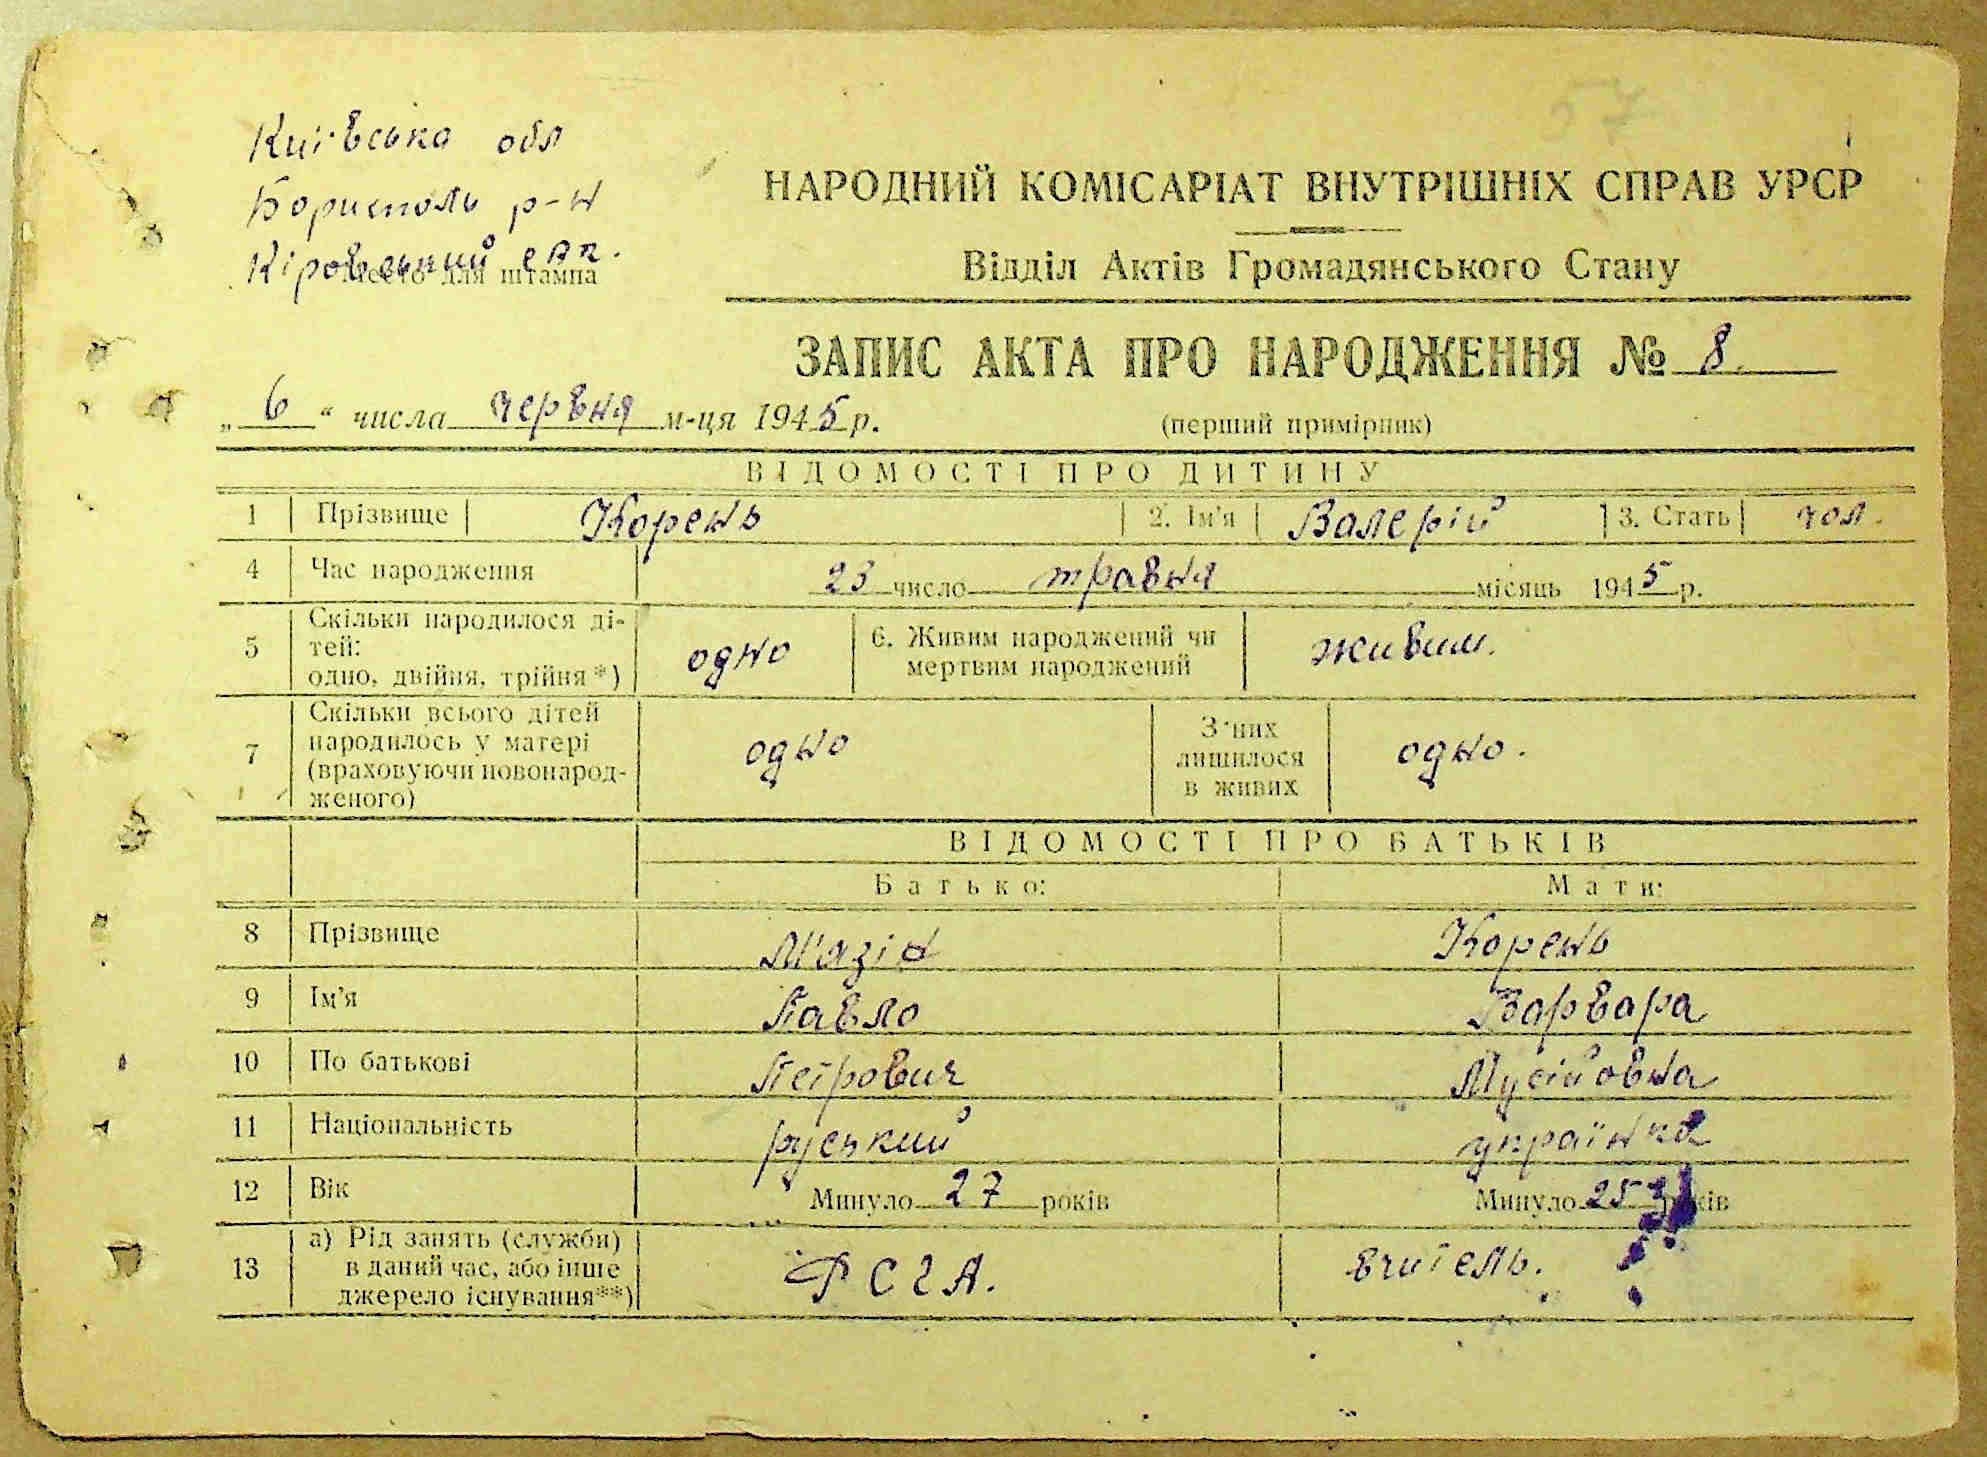 57
Київська обл
Бориспіль р-н
Кіровський
Місце для штампа
НАРОДНИЙ КОМІСАРІАТ ВНУТРІШНІХ СПРАВ УРСР
Відділ Актів Громадянського Стану
ЗАПИС АКТА ПРО НАРОДЖЕННЯ № 8.
„ 6 “ числа червня м-ця 1945 р. (перший примірник)
ВІДОМОСТІ ПРО ДИТИНУ
1 Прізвище Корень 2. Ім'я Валерій 3. Стать чол.
4 Час народження 23 число травня місяць 1945 р.
5 Скільки народилося ді-
тей:
одно, двійня, трійня *) одно 6. Живим народжений чи
мертвим народжений живим.
7 Скільки всього дітей
народилось у матері
(враховуючи новонарод-
женого) одно З них
лишилося
в живих одно.
ВІДОМОСТІ ПРО БАТЬКІВ
Батько: Мати:
8 Прізвище М'язін Корень
9 Ім'я Павло Варвара
10 По батькові Петрович Мусійовна
11 Національність руський українка
12 Вік Минуло 27 років Минуло 25 років
13 а) Рід занять (служби)
в даний час, або інше
джерело існування**) вчитель.